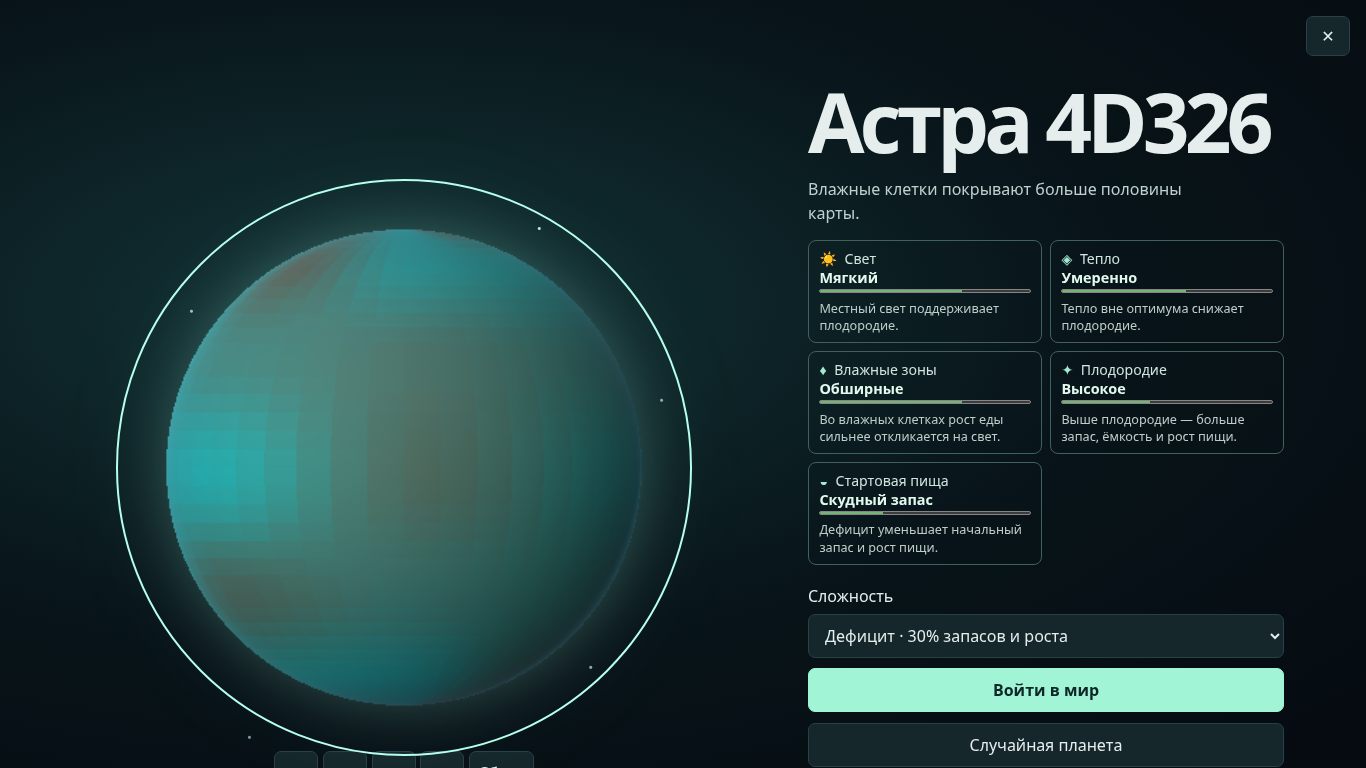 ✕
Астра 4D326
Влажные клетки покрывают больше половины
карты.
☀️ Свет
Мягкий
Местный свет поддерживает
плодородие.
◈ Тепло
Умеренно
Тепло вне оптимума снижает
плодородие.
♦ Влажные зоны
Обширные
Во влажных клетках рост еды
сильнее откликается на свет.
✦ Плодородие
Высокое
Выше плодородие — больше
запас, ёмкость и рост пищи.
Стартовая пища
Скудный запас
Дефицит уменьшает начальный
запас и рост пищи.
Сложность
Дефицит · 30% запасов и роста
Войти в мир
Случайная планета